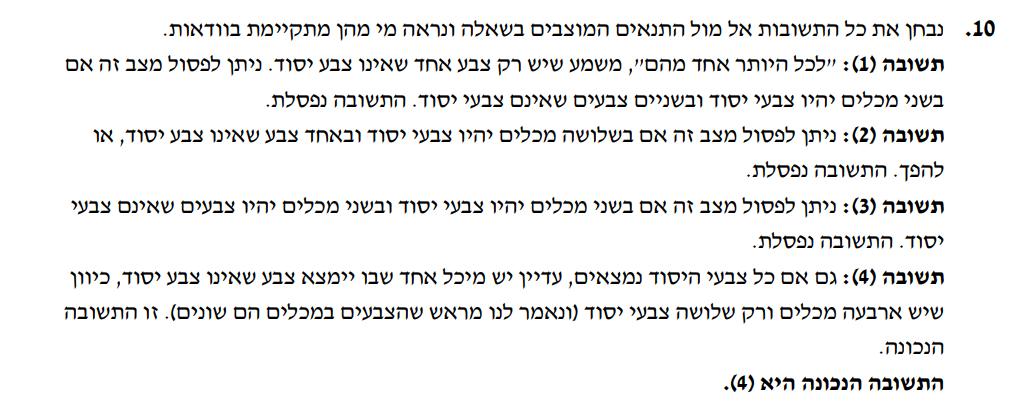 10. נבחן את כל התשובות אל מול התנאים המוצבים בשאלה ונראה מי מהן מתקיימת בוודאות.
תשובה (1): "לכל היותר אחד מהם", משמע שיש רק צבע אחד שאינו צבע יסוד. ניתן לפסול מצב זה אם
בשני מכלים יהיו צבעי יסוד ובשניים צבעים שאינם צבעי יסוד. התשובה נפסלת.
תשובה (2): ניתן לפסול מצב זה אם בשלושה מכלים יהיו צבעי יסוד ובאחד צבע שאינו צבע יסוד, או
להפך. התשובה נפסלת.
תשובה (3): ניתן לפסול מצב זה אם בשני מכלים יהיו צבעי יסוד ובשני מכלים יהיו צבעים שאינם צבעי
יסוד. התשובה נפסלת.
תשובה (4): גם אם כל צבעי היסוד נמצאים, עדיין יש מיכל אחד שבו יימצא צבע שאינו צבע יסוד, כיוון
שיש ארבעה מכלים ורק שלושה צבעי יסוד (ונאמר לנו מראש שהצבעים במכלים הם שונים). זו התשובה
הנכונה.
התשובה הנכונה היא (4).